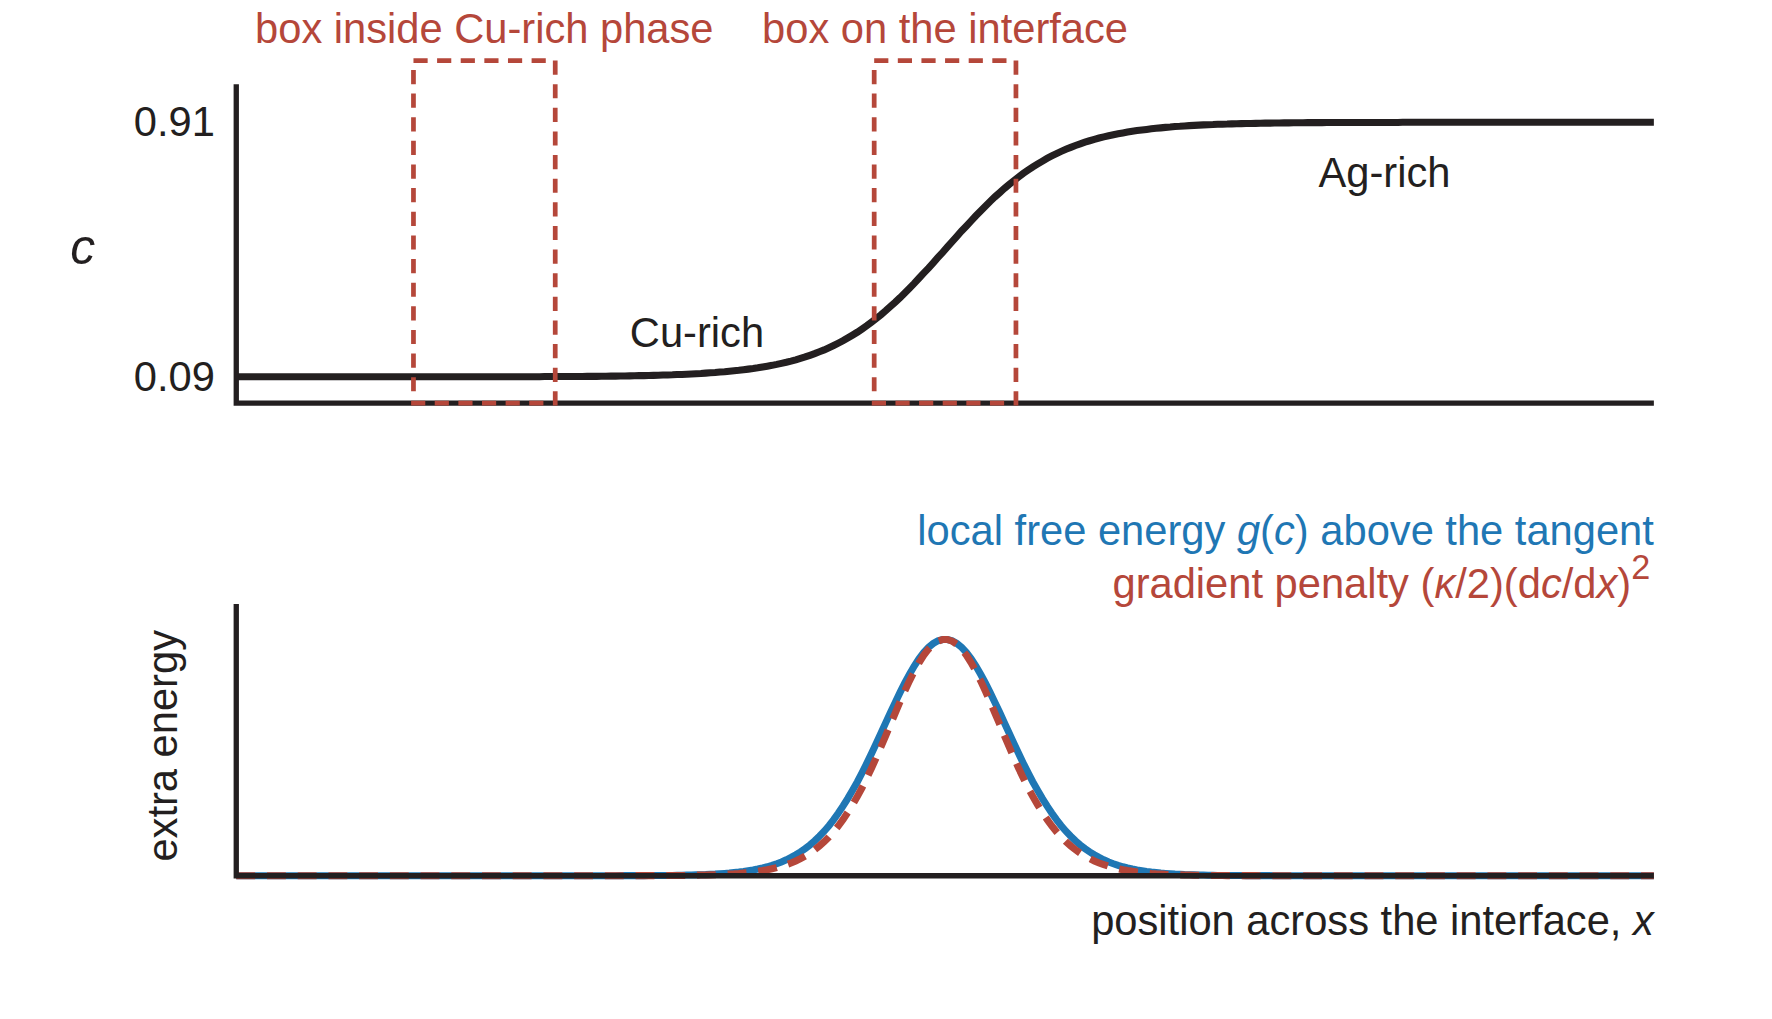 box inside Cu-rich phase
box on the interface
0.91
Ag-rich
c
Cu-rich
0.09
local free energy g(c) above the tangent
gradient penalty (κ/2)(dc/dx)²
extra energy
position across the interface, x